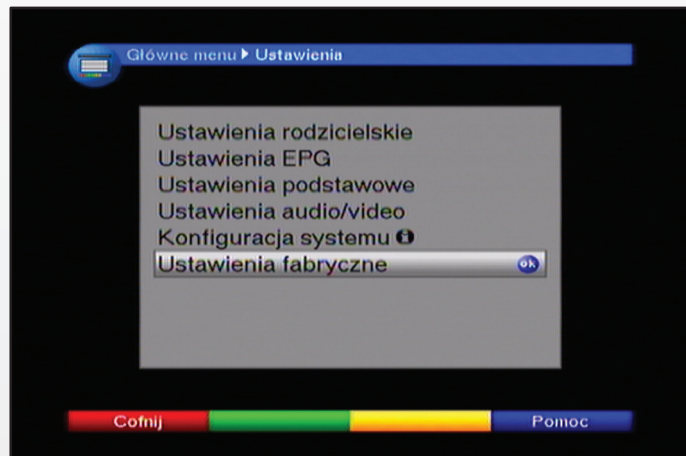 Główne menu ▶ Ustawienia
Ustawienia rodzicielskie
Ustawienia EPG
Ustawienia podstawowe
Ustawienia audio/video
Konfiguracja systemu
Ustawienia fabryczne ok
Cofnij Pomoc